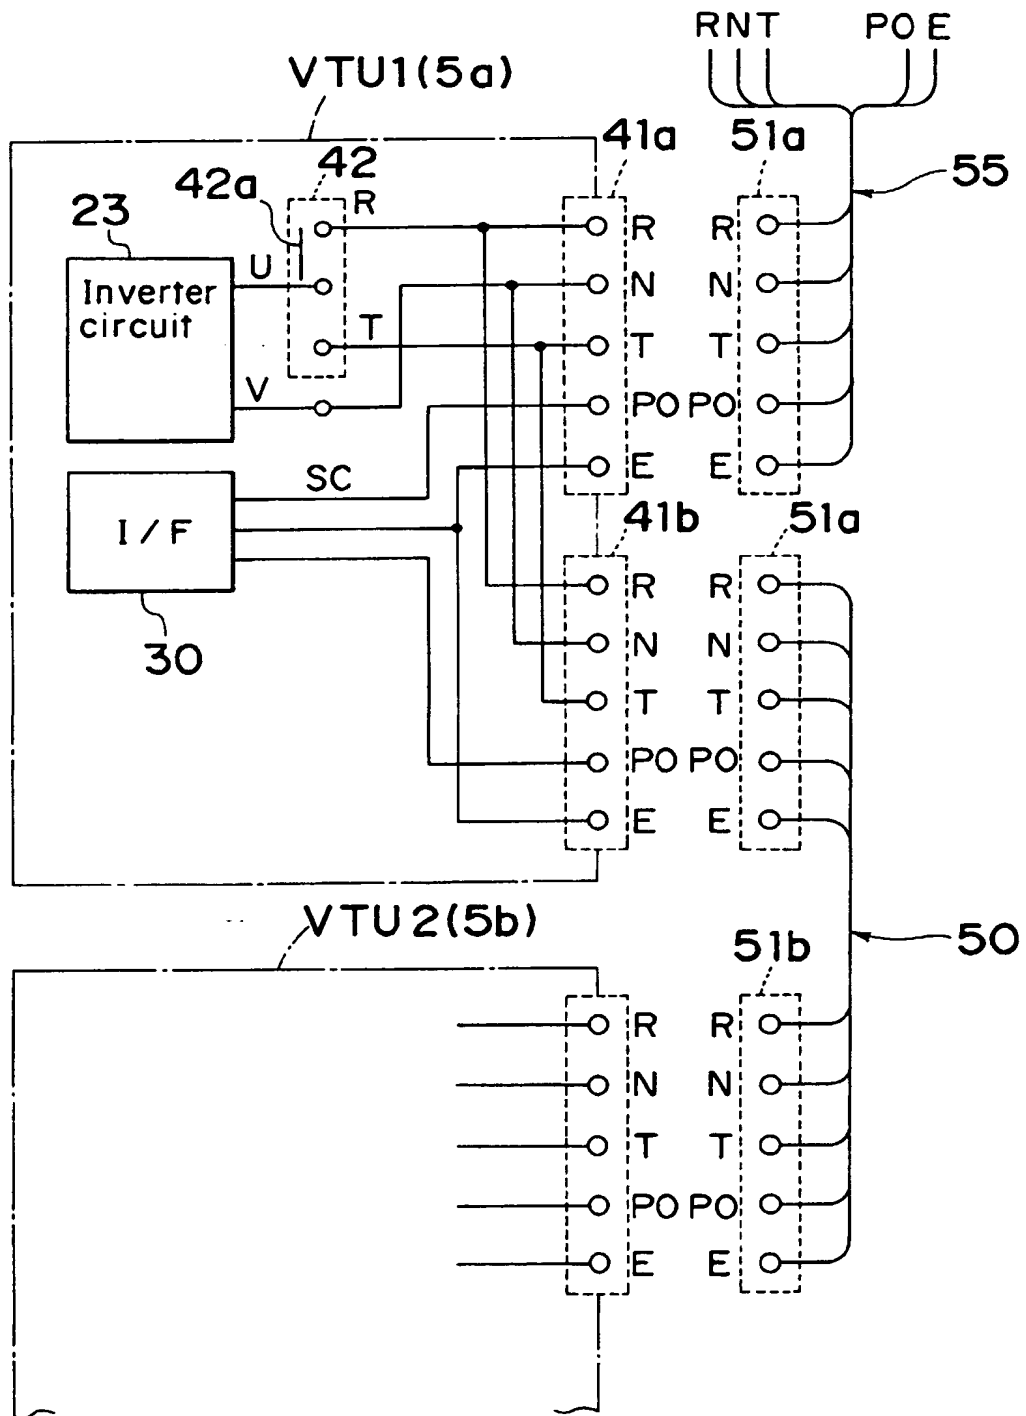 RNT PO E
VTU1(5a)
41a 51a
42
42a
R
55
23
R R
U
Inverter
circuit
N N
T
T T
V
PO PO
E E
SC
41b 51a
I/F
R R
30
N N
T T
PO PO
E E
VTU2(5b)
50
51b
R R
N N
T T
PO PO
E E